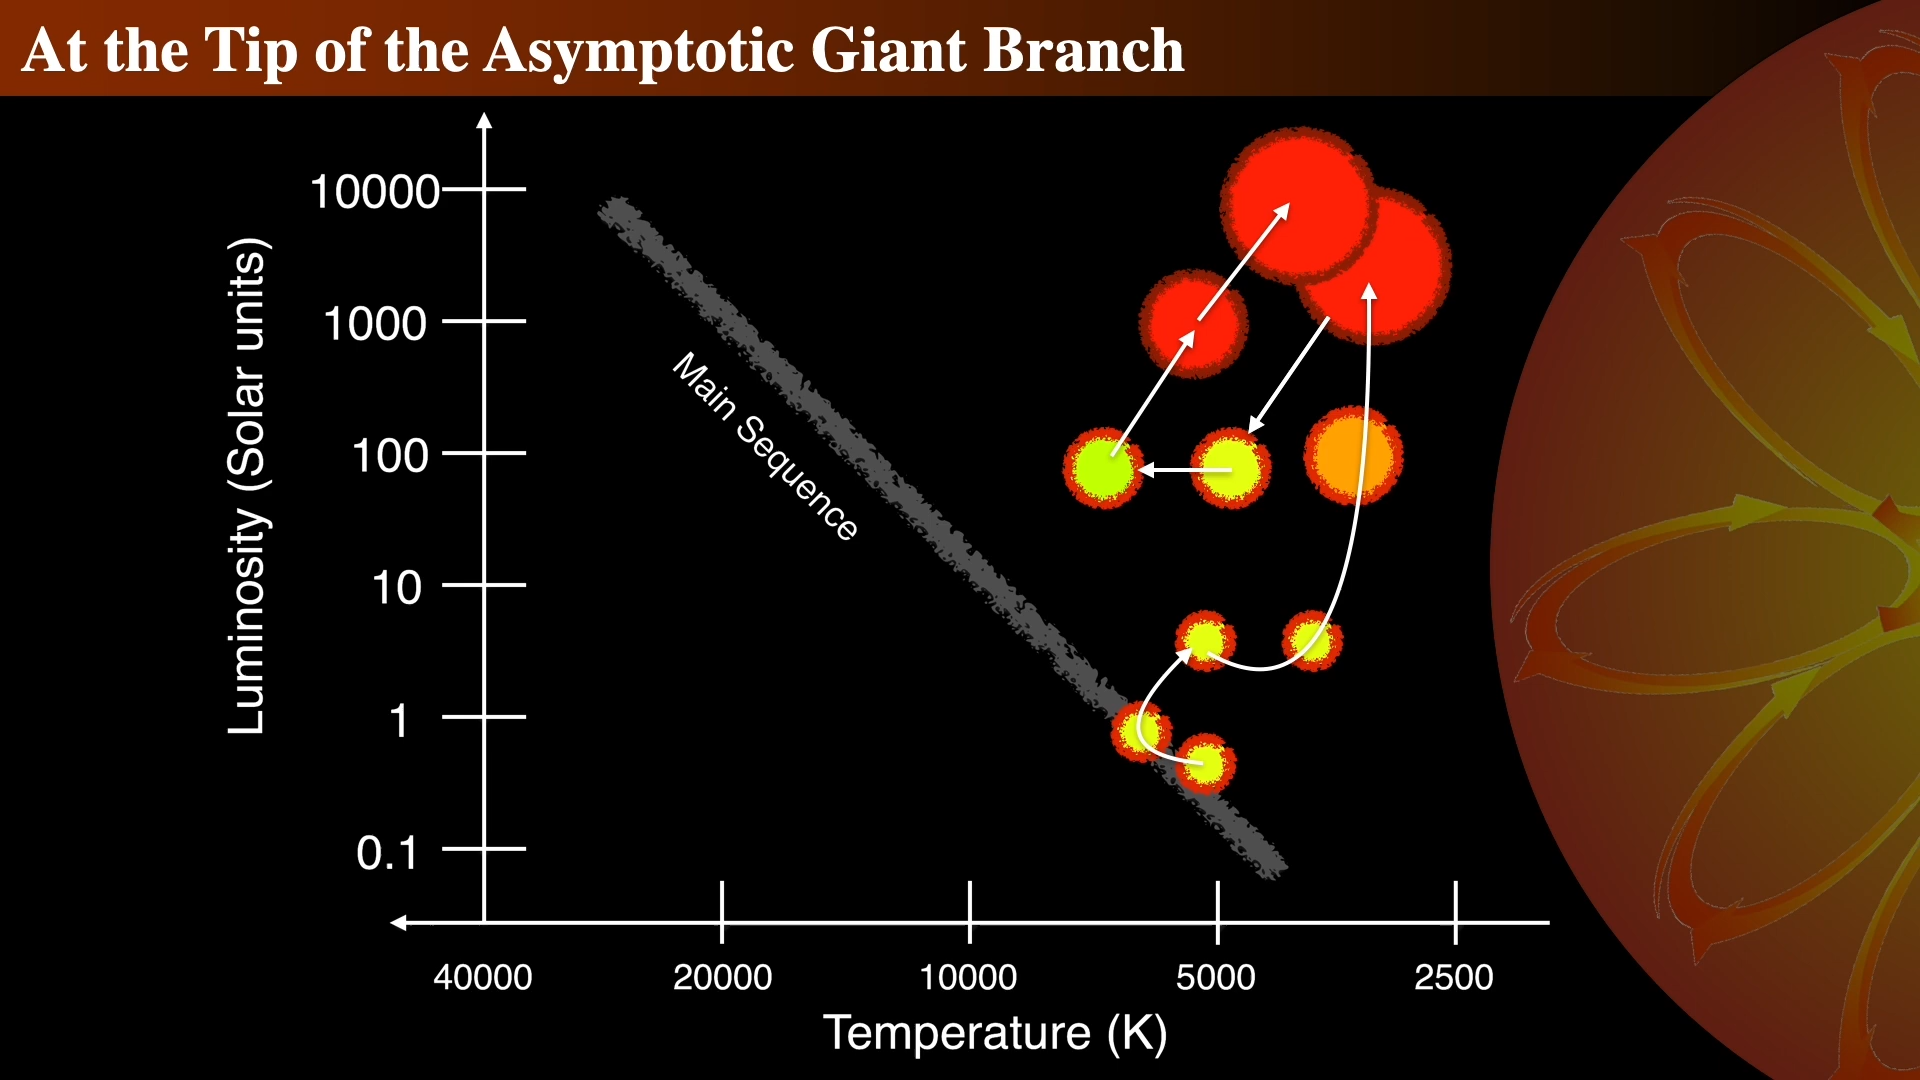 At the Tip of the Asymptotic Giant Branch
Luminosity (Solar units)
10000
1000
100
10
1
0.1
Main Sequence
40000 20000 10000 5000 2500
Temperature (K)